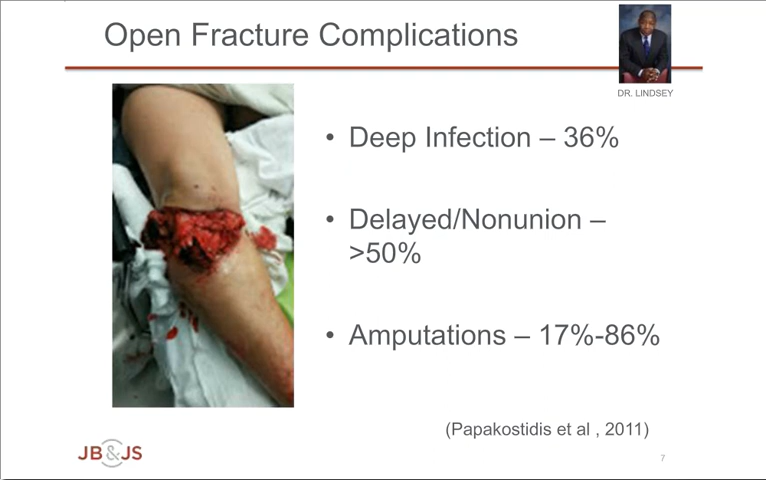 Open Fracture Complications
DR. LINDSEY
• Deep Infection – 36%
• Delayed/Nonunion –
>50%
• Amputations – 17%-86%
(Papakostidis et al , 2011)
JB&JS
7